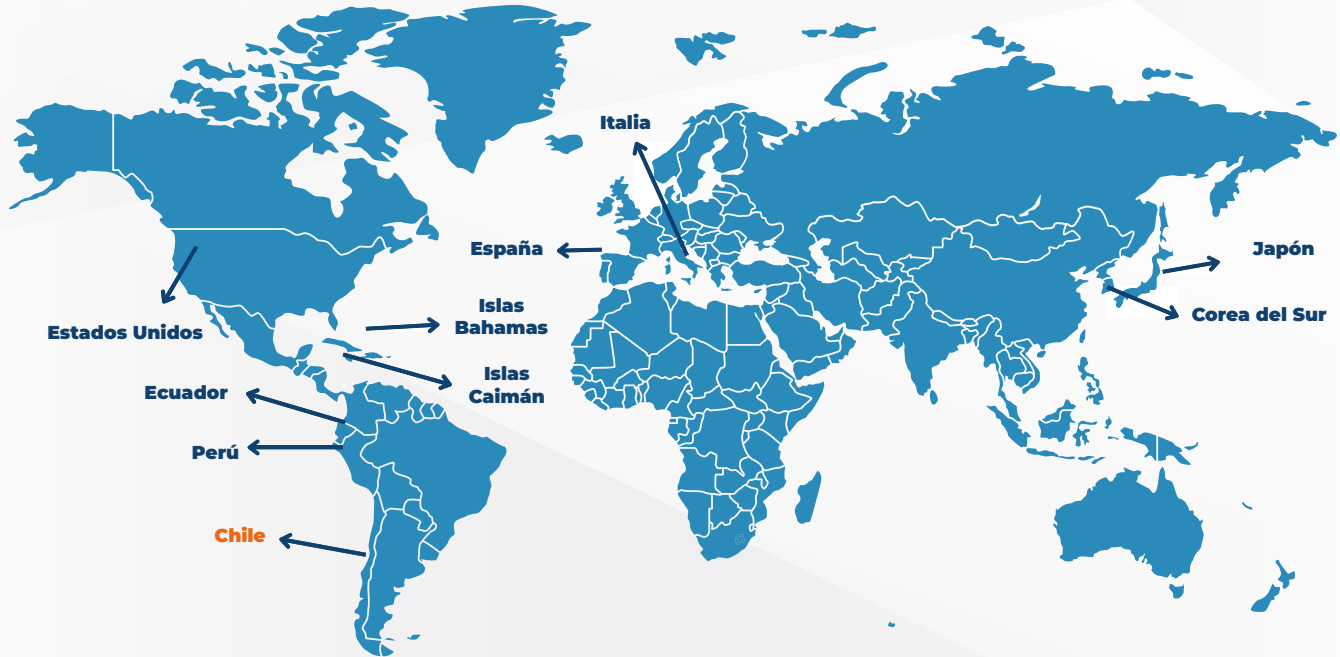 Italia
España
Japón
Islas
Bahamas
Corea del Sur
Estados Unidos
Islas
Caimán
Ecuador
Perú
Chile